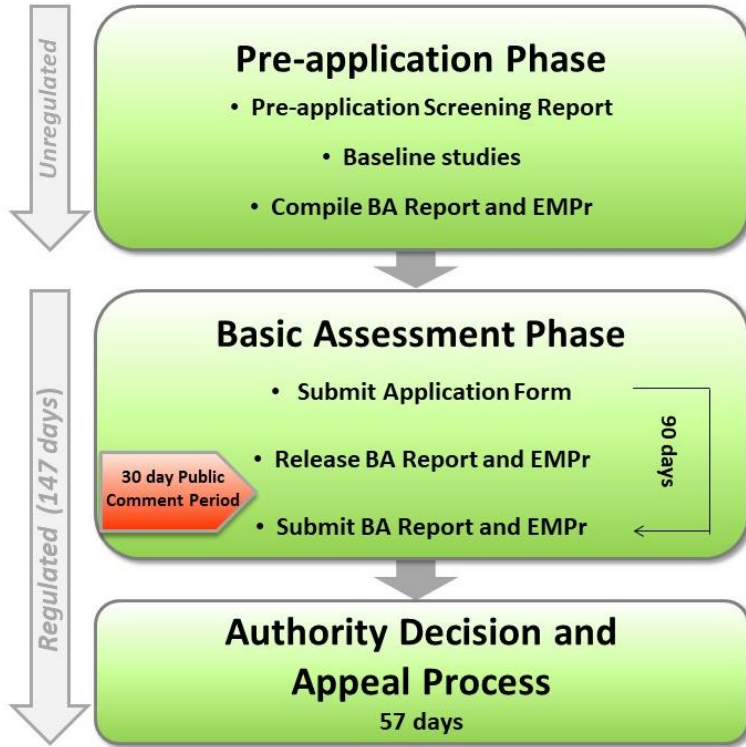 Unregulated
Pre-application Phase
• Pre-application Screening Report
• Baseline studies
• Compile BA Report and EMPr
Regulated (147 days)
Basic Assessment Phase
• Submit Application Form
90 days
• Release BA Report and EMPr
30 day Public
Comment Period
• Submit BA Report and EMPr
Authority Decision and
Appeal Process
57 days